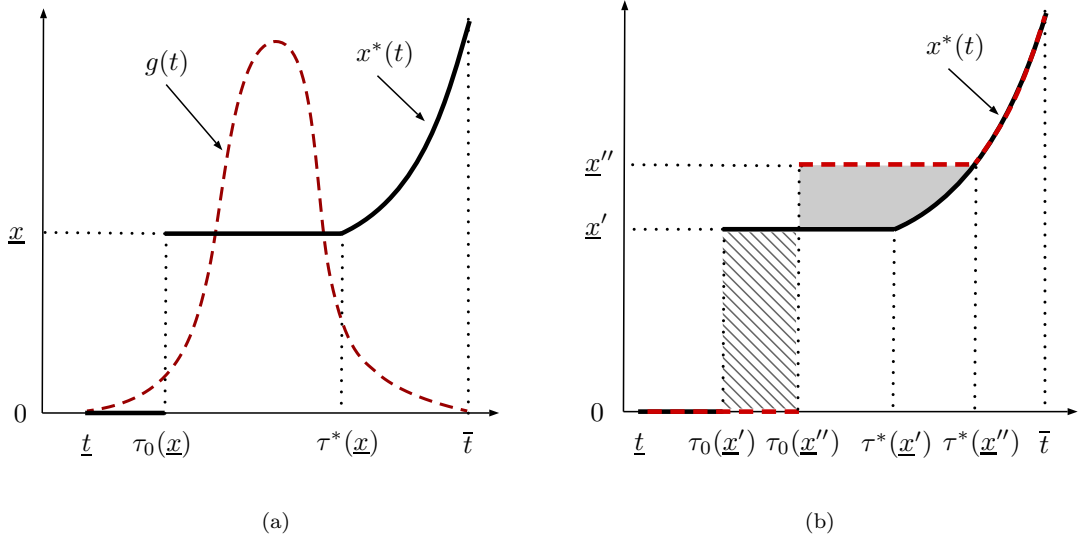 g(t)
x*(t)
x̲
0
t̲
τ₀(x̲)
τ*(x̲)
t̅
(a)
x*(t)
x̲″
x̲′
0
t̲
τ₀(x̲′)
τ₀(x̲″)
τ*(x̲′)
τ*(x̲″)
t̅
(b)